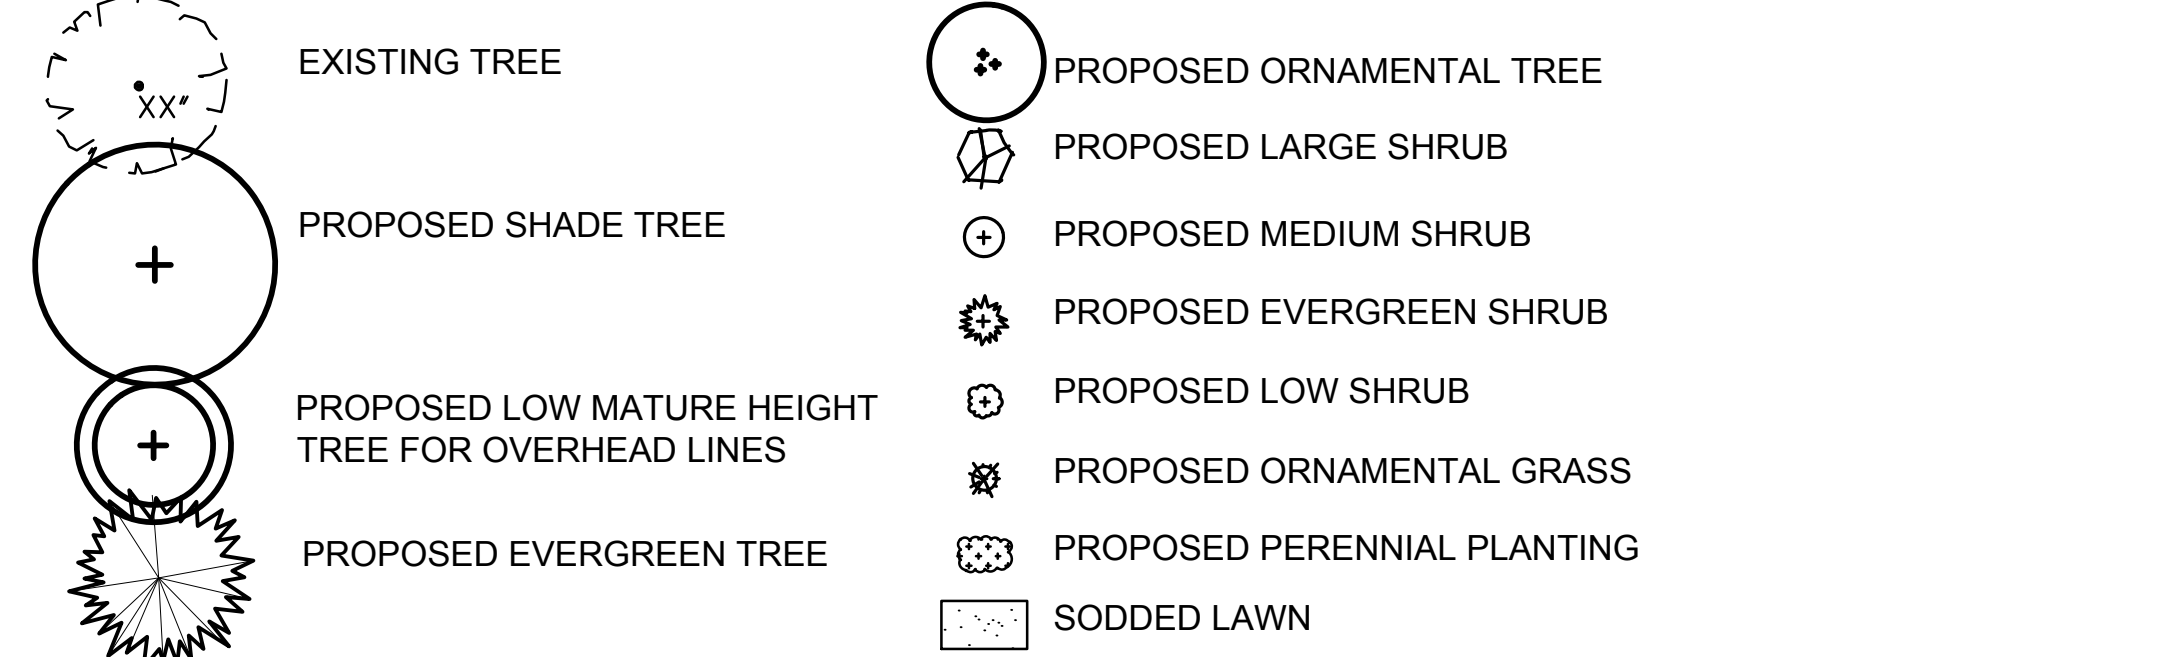 EXISTING TREE
XX"
PROPOSED SHADE TREE
PROPOSED LOW MATURE HEIGHT
TREE FOR OVERHEAD LINES
PROPOSED EVERGREEN TREE
PROPOSED ORNAMENTAL TREE
PROPOSED LARGE SHRUB
PROPOSED MEDIUM SHRUB
PROPOSED EVERGREEN SHRUB
PROPOSED LOW SHRUB
PROPOSED ORNAMENTAL GRASS
PROPOSED PERENNIAL PLANTING
SODDED LAWN